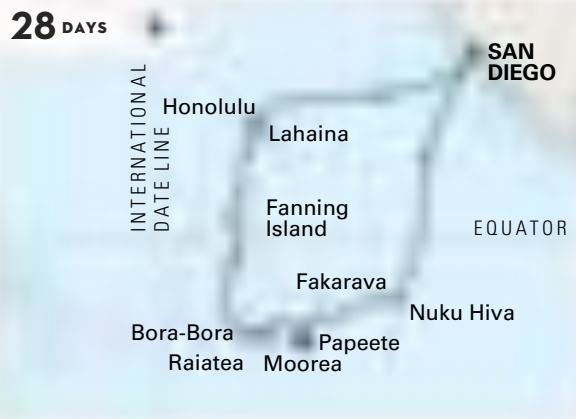 28 DAYS
SAN
DIEGO
INTERNATIONAL
DATE LINE
Honolulu
Lahaina
Fanning
Island
EQUATOR
Fakarava
Nuku Hiva
Bora-Bora
Papeete
Raiatea
Moorea